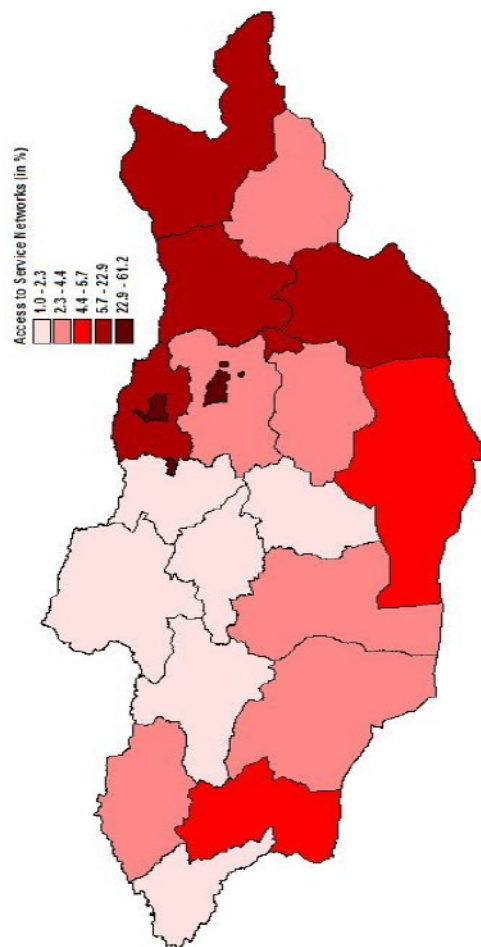 Access to Service Networks (in %)
1.0 - 2.3
2.3 - 4.4
4.4 - 5.7
5.7 - 22.9
22.9 - 61.2